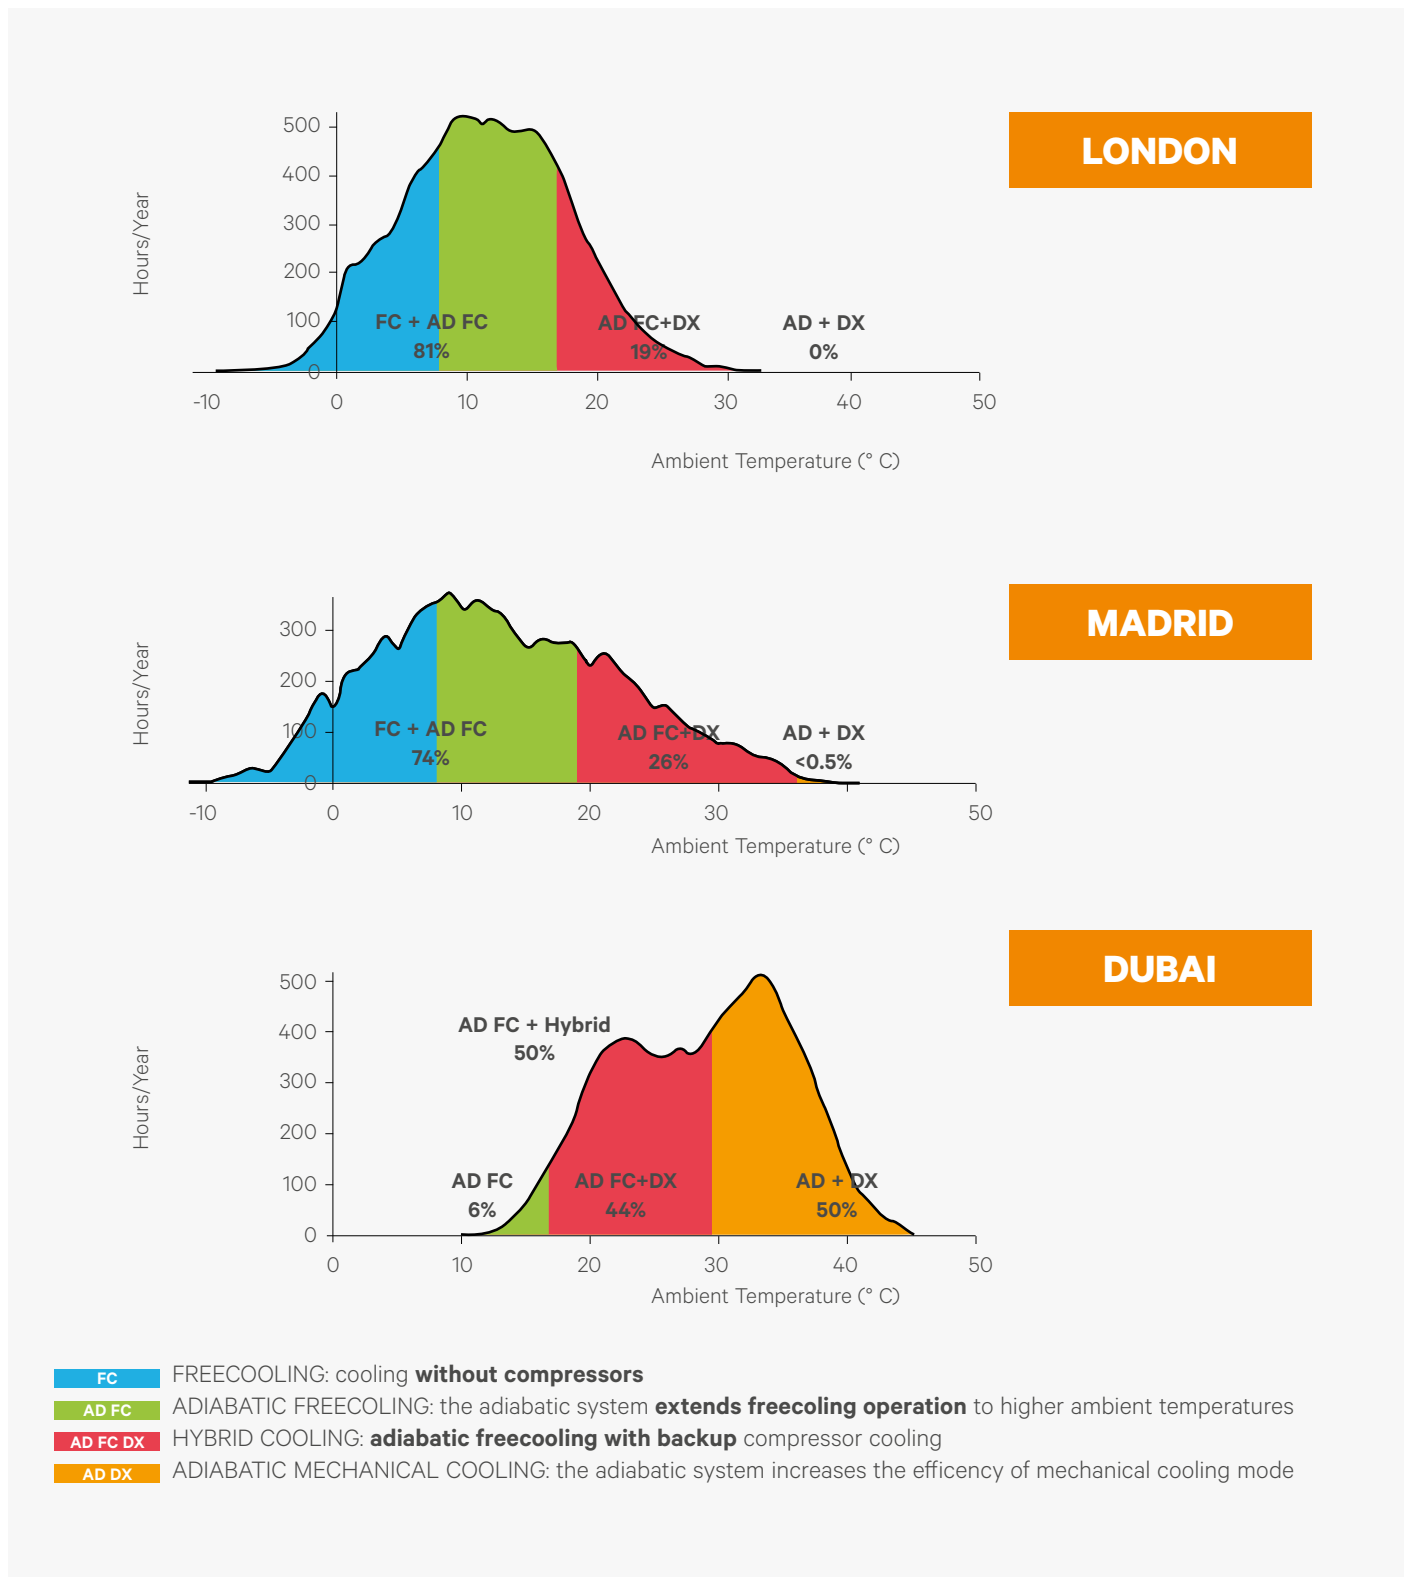 LONDON
Hours/Year
500
400
300
200
100
0
FC + AD FC
81%
AD FC+DX
19%
AD + DX
0%
-10 0 10 20 30 40 50
Ambient Temperature (° C)
MADRID
Hours/Year
300
200
100
0
FC + AD FC
74%
AD FC+DX
26%
AD + DX
<0.5%
-10 0 10 20 30 50
Ambient Temperature (° C)
DUBAI
Hours/Year
500
400
300
200
100
0
AD FC + Hybrid
50%
AD FC
6%
AD FC+DX
44%
AD + DX
50%
0 10 20 30 40 50
Ambient Temperature (° C)
FC FREECOOLING: cooling without compressors
AD FC ADIABATIC FREECOLING: the adiabatic system extends freecoling operation to higher ambient temperatures
AD FC DX HYBRID COOLING: adiabatic freecooling with backup compressor cooling
AD DX ADIABATIC MECHANICAL COOLING: the adiabatic system increases the efficency of mechanical cooling mode